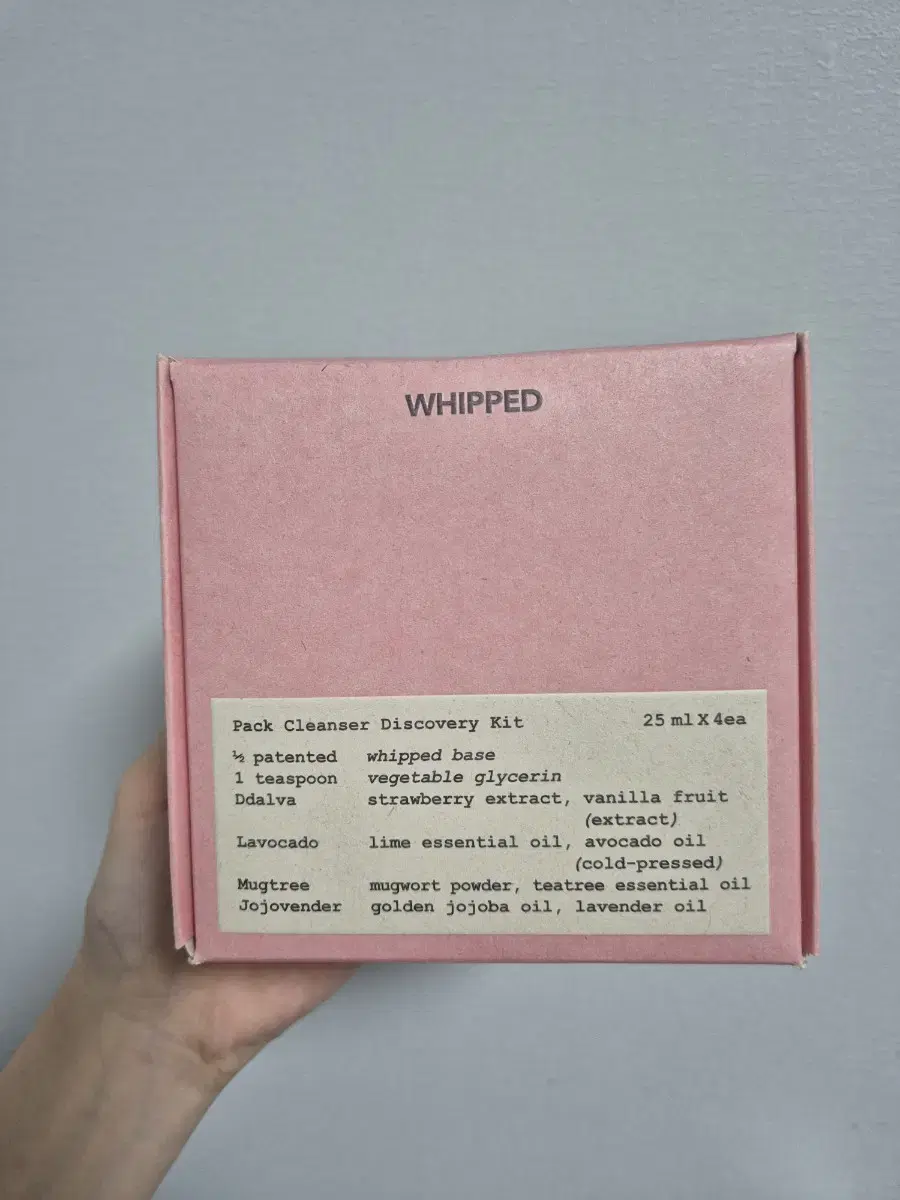 WHIPPED
Pack Cleanser Discovery Kit 25 ml X 4ea
½ patented whipped base
1 teaspoon vegetable glycerin
Ddalva strawberry extract, vanilla fruit
(extract)
Lavocado lime essential oil, avocado oil
(cold-pressed)
Mugtree mugwort powder, teatree essential oil
Jojovender golden jojoba oil, lavender oil